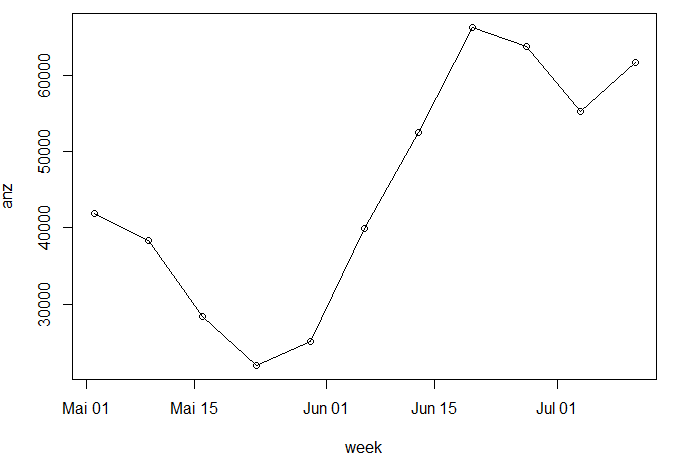 60000
50000
40000
30000
anz
Mai 01
Mai 15
Jun 01
Jun 15
Jul 01
week